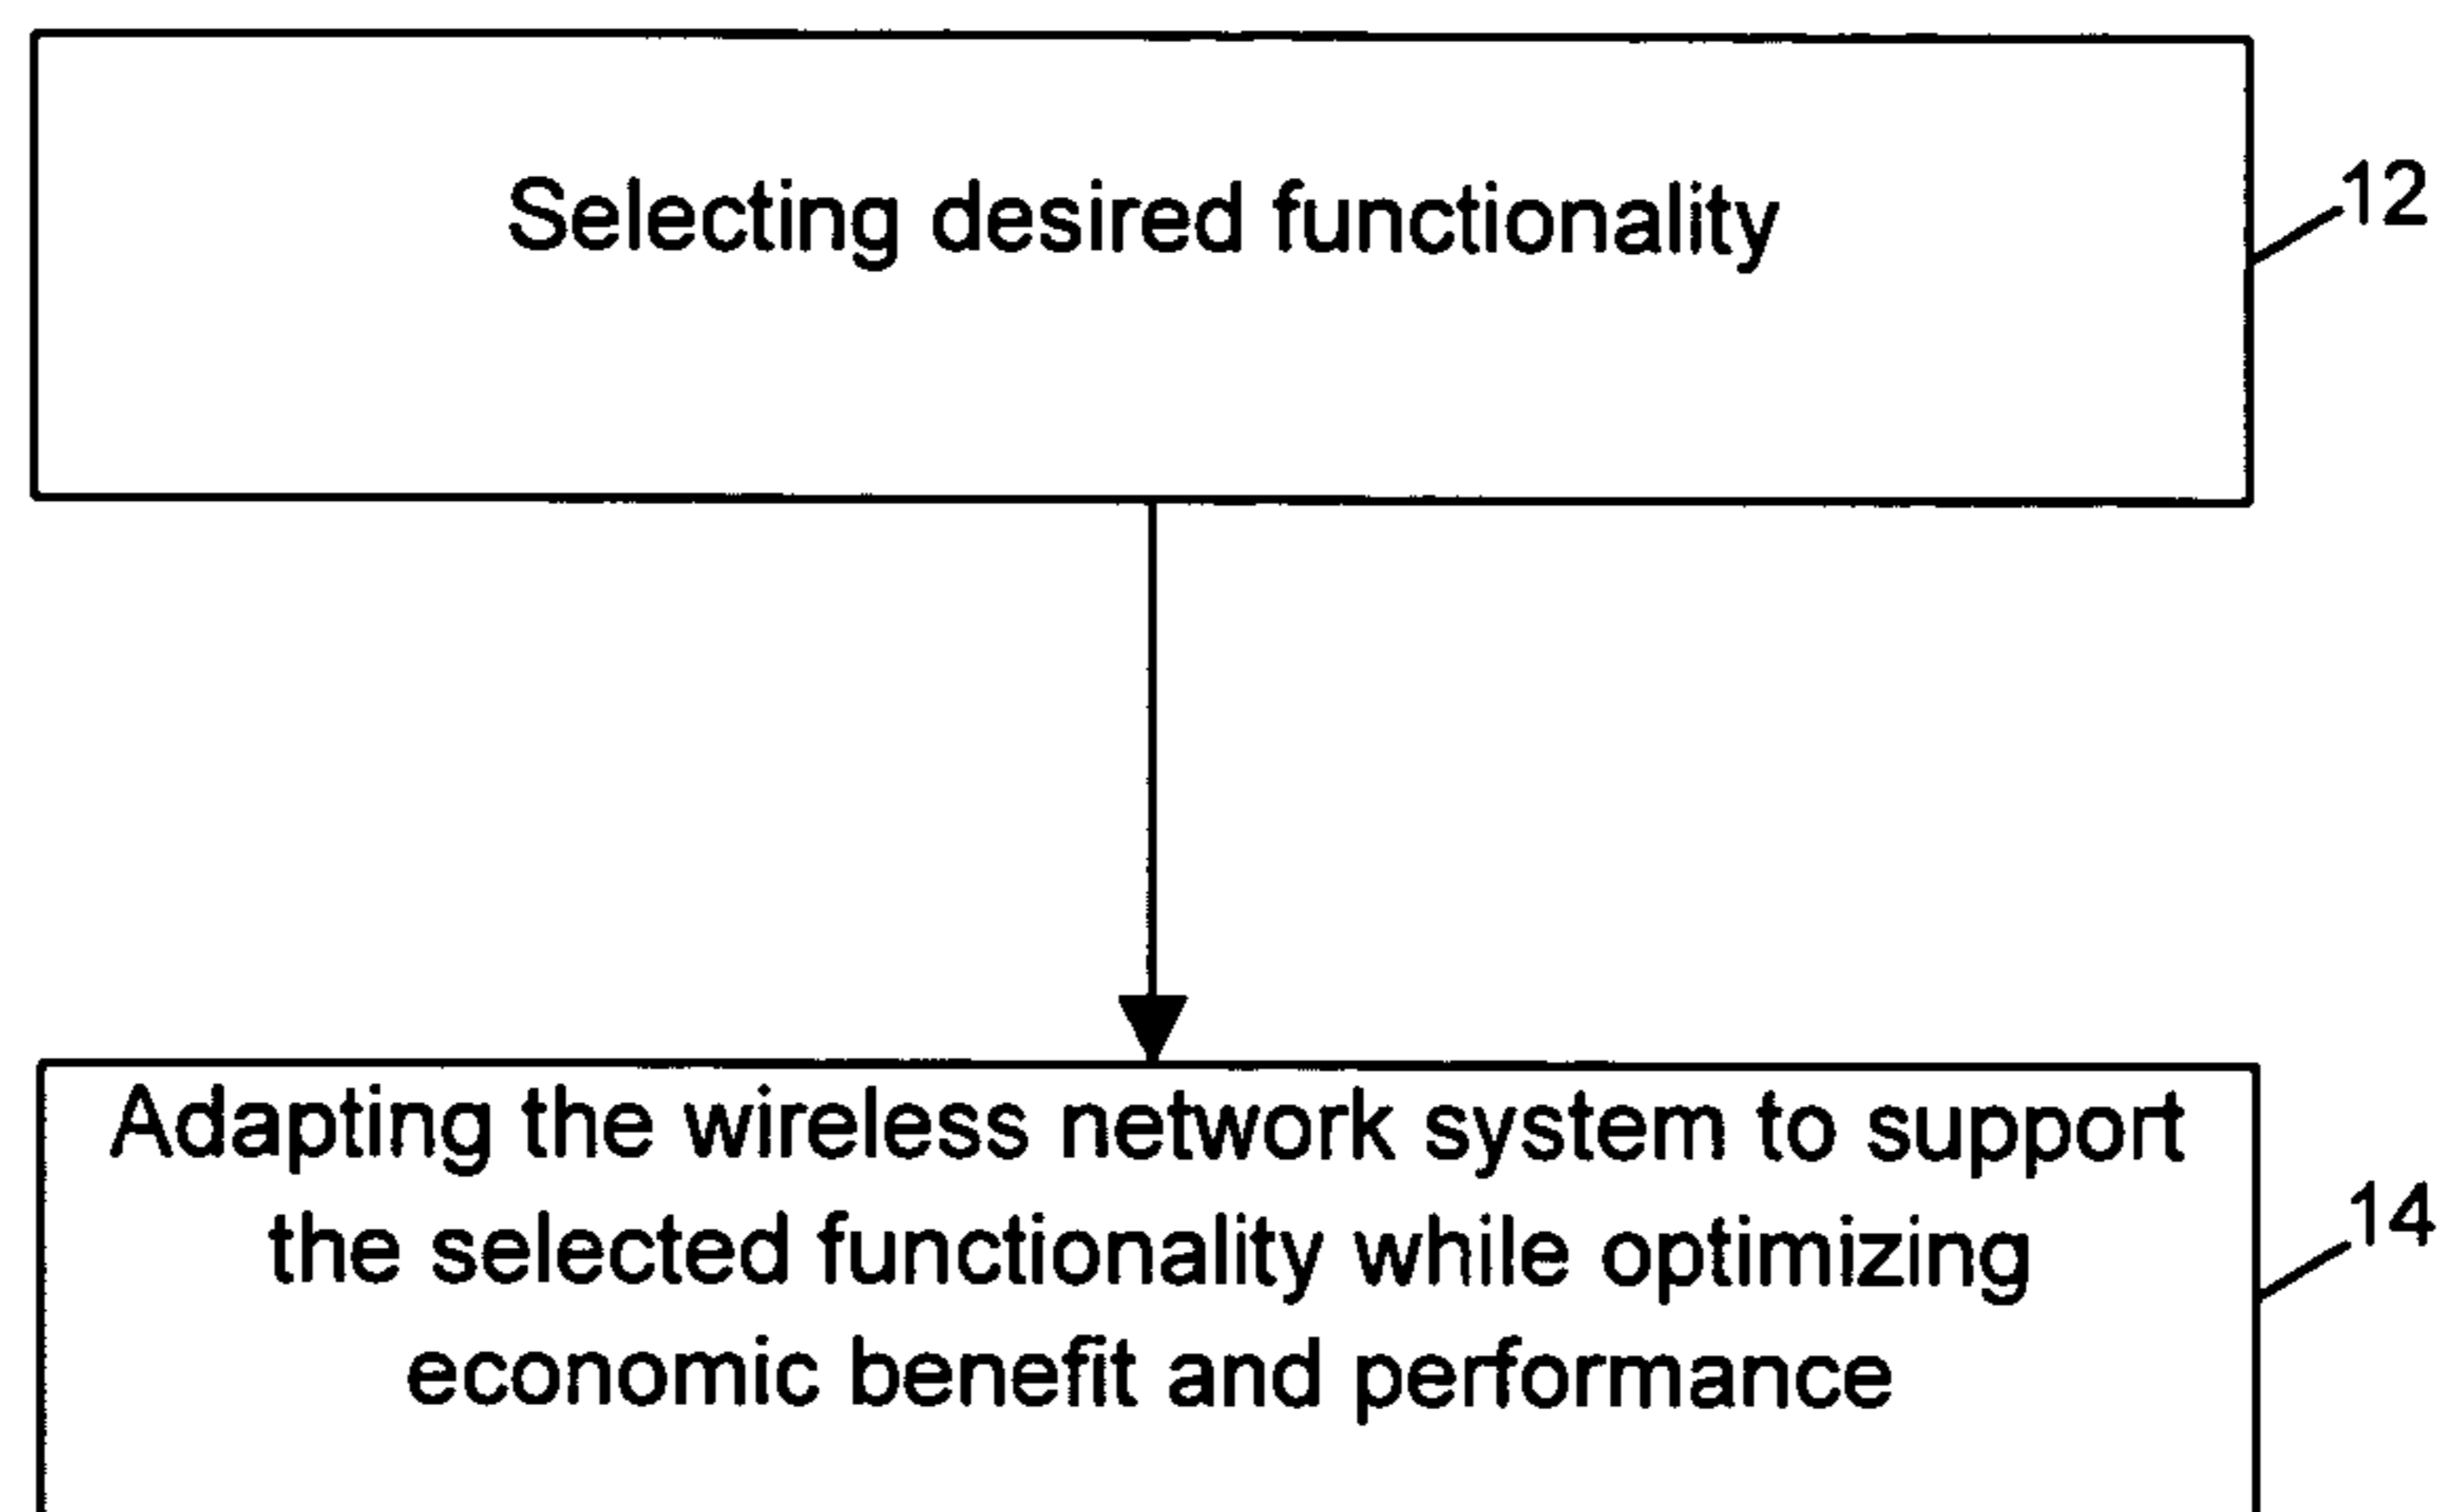 Selecting desired functionality
12
Adapting the wireless network system to support
the selected functionality while optimizing
economic benefit and performance
14